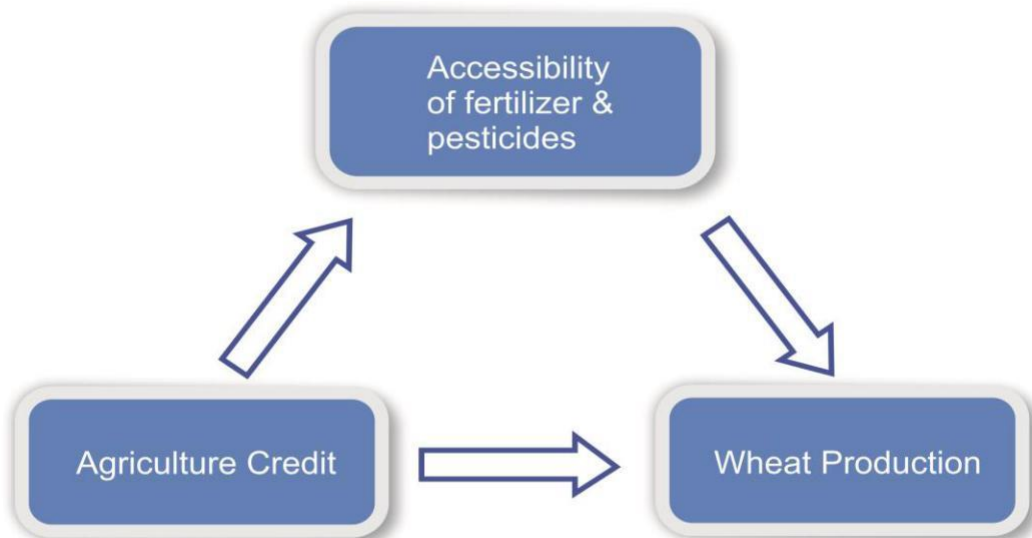 Accessibility
of fertilizer &
pesticides
Agriculture Credit
Wheat Production